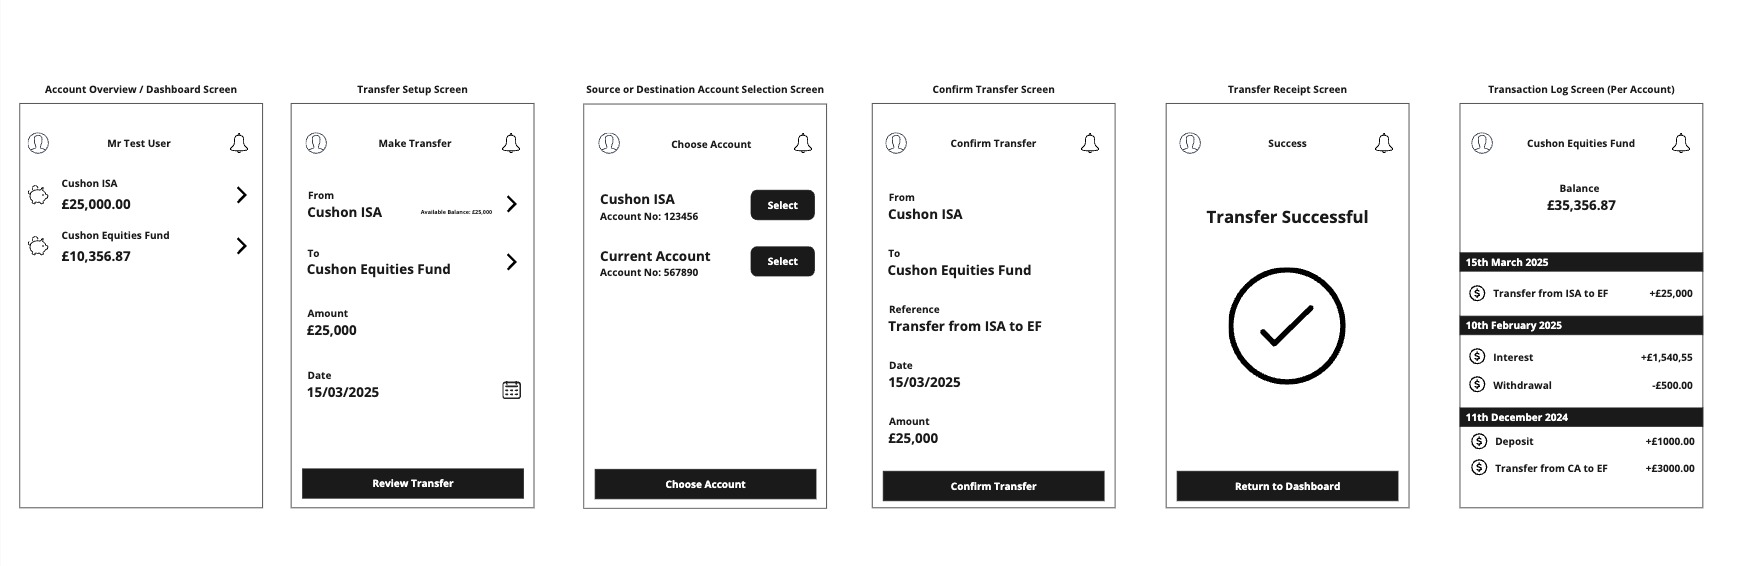 Account Overview / Dashboard Screen
Mr Test User
Cushon ISA
£25,000.00
Cushon Equities Fund
£10,356.87
Transfer Setup Screen
Make Transfer
From
Cushon ISA
Available Balance: £25,000
To
Cushon Equities Fund
Amount
£25,000
Date
15/03/2025
Review Transfer
Source or Destination Account Selection Screen
Choose Account
Cushon ISA
Account No: 123456
Select
Current Account
Account No: 567890
Select
Choose Account
Confirm Transfer Screen
Confirm Transfer
From
Cushon ISA
To
Cushon Equities Fund
Reference
Transfer from ISA to EF
Date
15/03/2025
Amount
£25,000
Confirm Transfer
Transfer Receipt Screen
Success
Transfer Successful
Return to Dashboard
Transaction Log Screen (Per Account)
Cushon Equities Fund
Balance
£35,356.87
15th March 2025
Transfer from ISA to EF +£25,000
10th February 2025
Interest +£1,540,55
Withdrawal -£500.00
11th December 2024
Deposit +£1000.00
Transfer from CA to EF +£3000.00